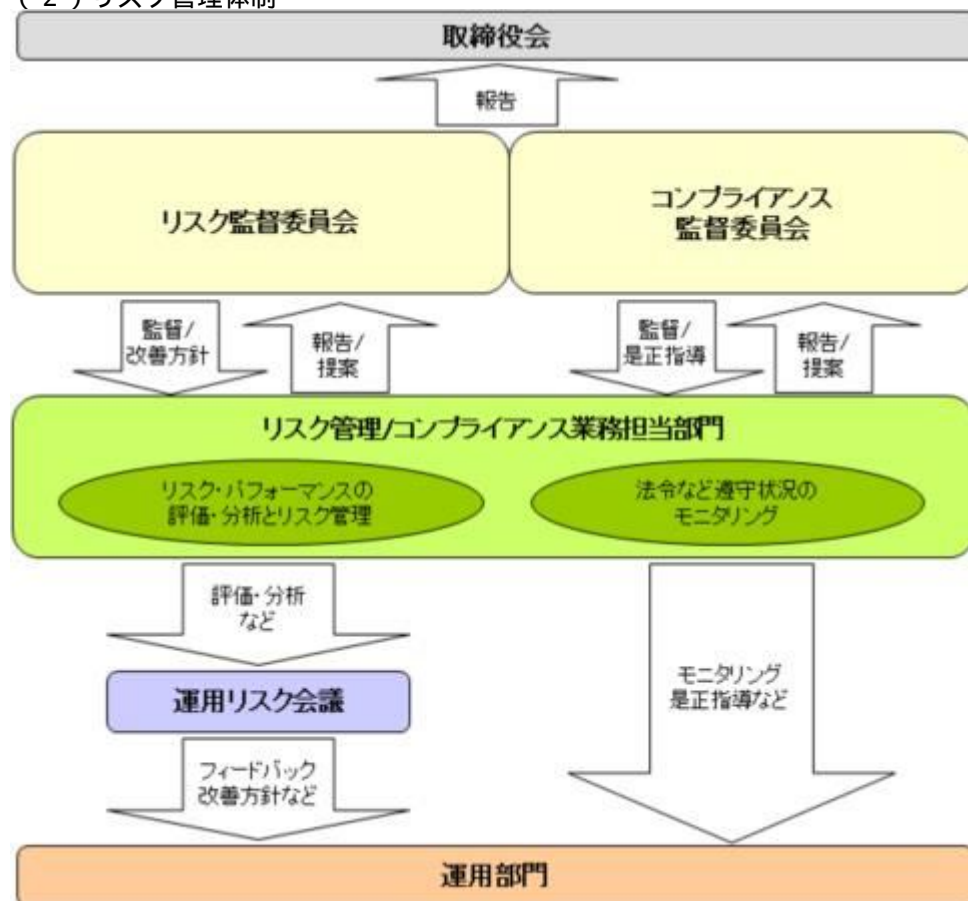 (2)リスク管理体制
取締役会
報告
リスク監督委員会
コンプライアンス
監督委員会
監督/
改善方針
報告/
提案
監督/
是正指導
報告/
提案
リスク管理/コンプライアンス業務担当部門
リスク・パフォーマンスの
評価・分析とリスク管理
法令など遵守状況の
モニタリング
評価・分析
など
運用リスク会議
モニタリング
是正指導など
フィードバック
改善方針など
運用部門